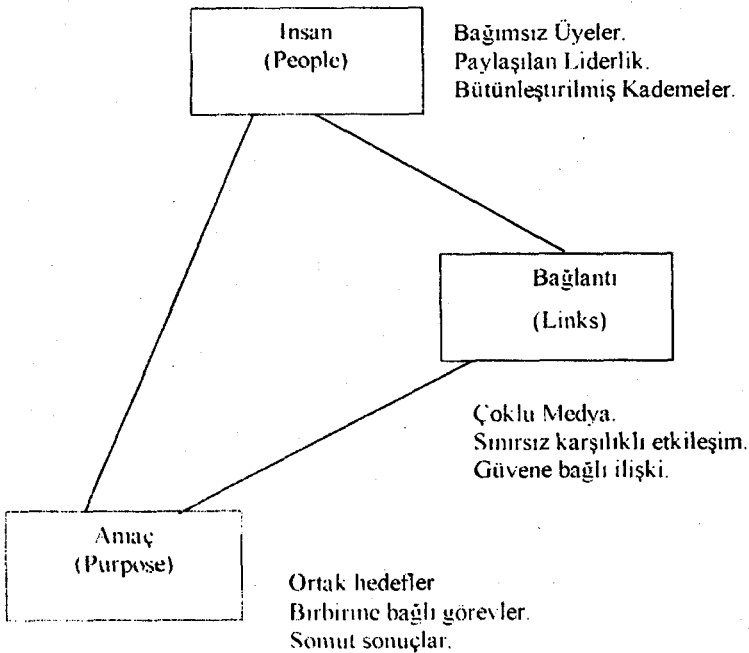 İnsan
(People)
Bağımsız Üyeler.
Paylaşılan Liderlik.
Bütünleştirilmiş Kademeler.
Bağlantı
(Links)
Çoklu Medya.
Sınırsız karşılıklı etkileşim.
Güvene bağlı ilişki.
Amaç
(Purpose)
Ortak hedefler
Birbirine bağlı görevler.
Somut sonuçlar.